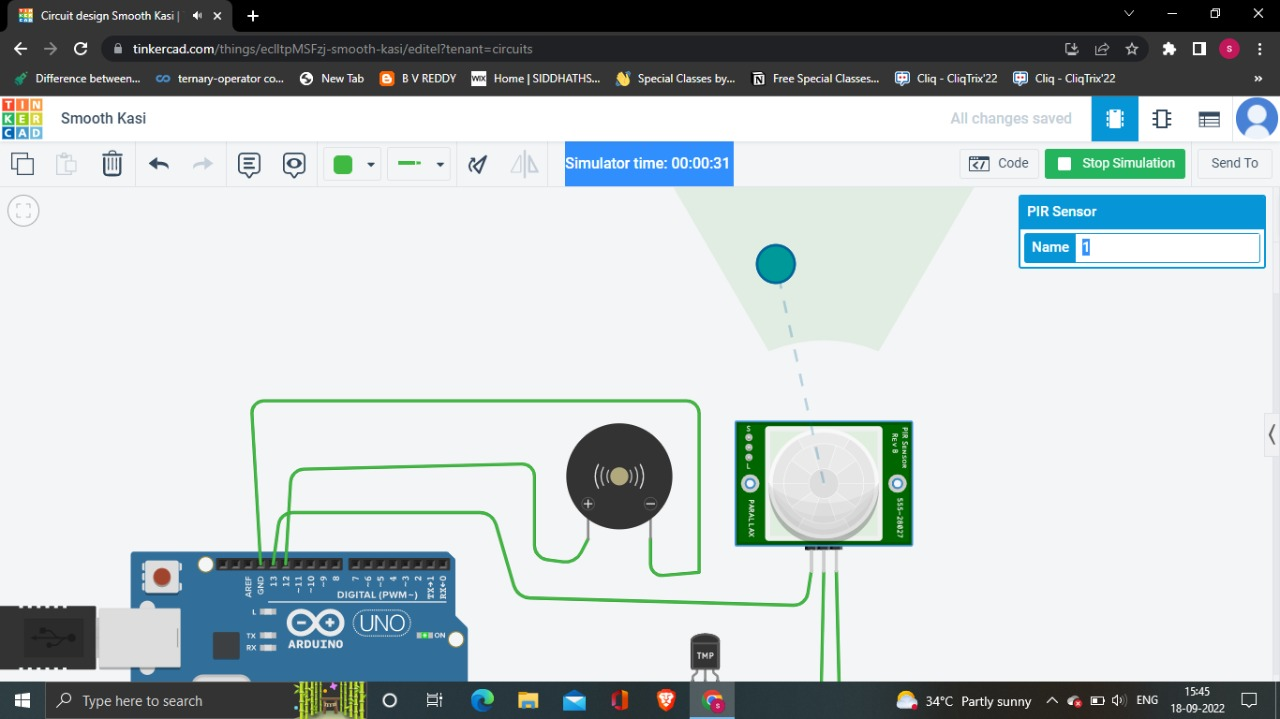 Circuit design Smooth Kasi |
tinkercad.com/things/eclltpMSFzj-smooth-kasi/editel?tenant=circuits
S
Difference between...
ternary-operator co...
New Tab
B V REDDY
WIX
Home | SIDDHATHS...
Special Classes by...
Free Special Classes...
Cliq - CliqTrix'22
Cliq - CliqTrix'22
»
TIN
KER
CAD
Smooth Kasi
All changes saved
Simulator time: 00:00:31
Code
Stop Simulation
Send To
PIR Sensor
Name 1
S
L
PIR SENSOR
REV B
PARALLAX
555-28027
AREF
GND
13
12
~11
~10
~9
8
7
~6
~5
4
~3
2
TX→1
RX←0
DIGITAL (PWM~)
L
TX
RX
ARDUINO
UNO
ON
TMP
Type here to search
34°C Partly sunny
ENG
15:45
18-09-2022